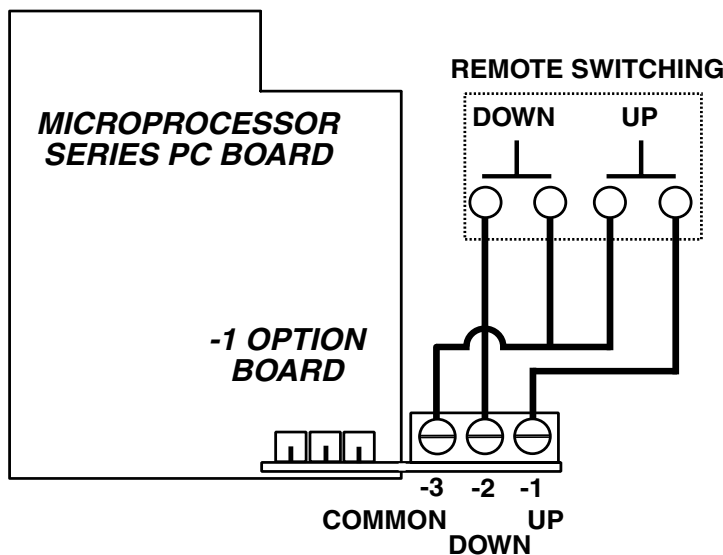 REMOTE SWITCHING
DOWN UP
MICROPROCESSOR
SERIES PC BOARD
-1 OPTION
BOARD
-3 -2 -1
COMMON UP
DOWN